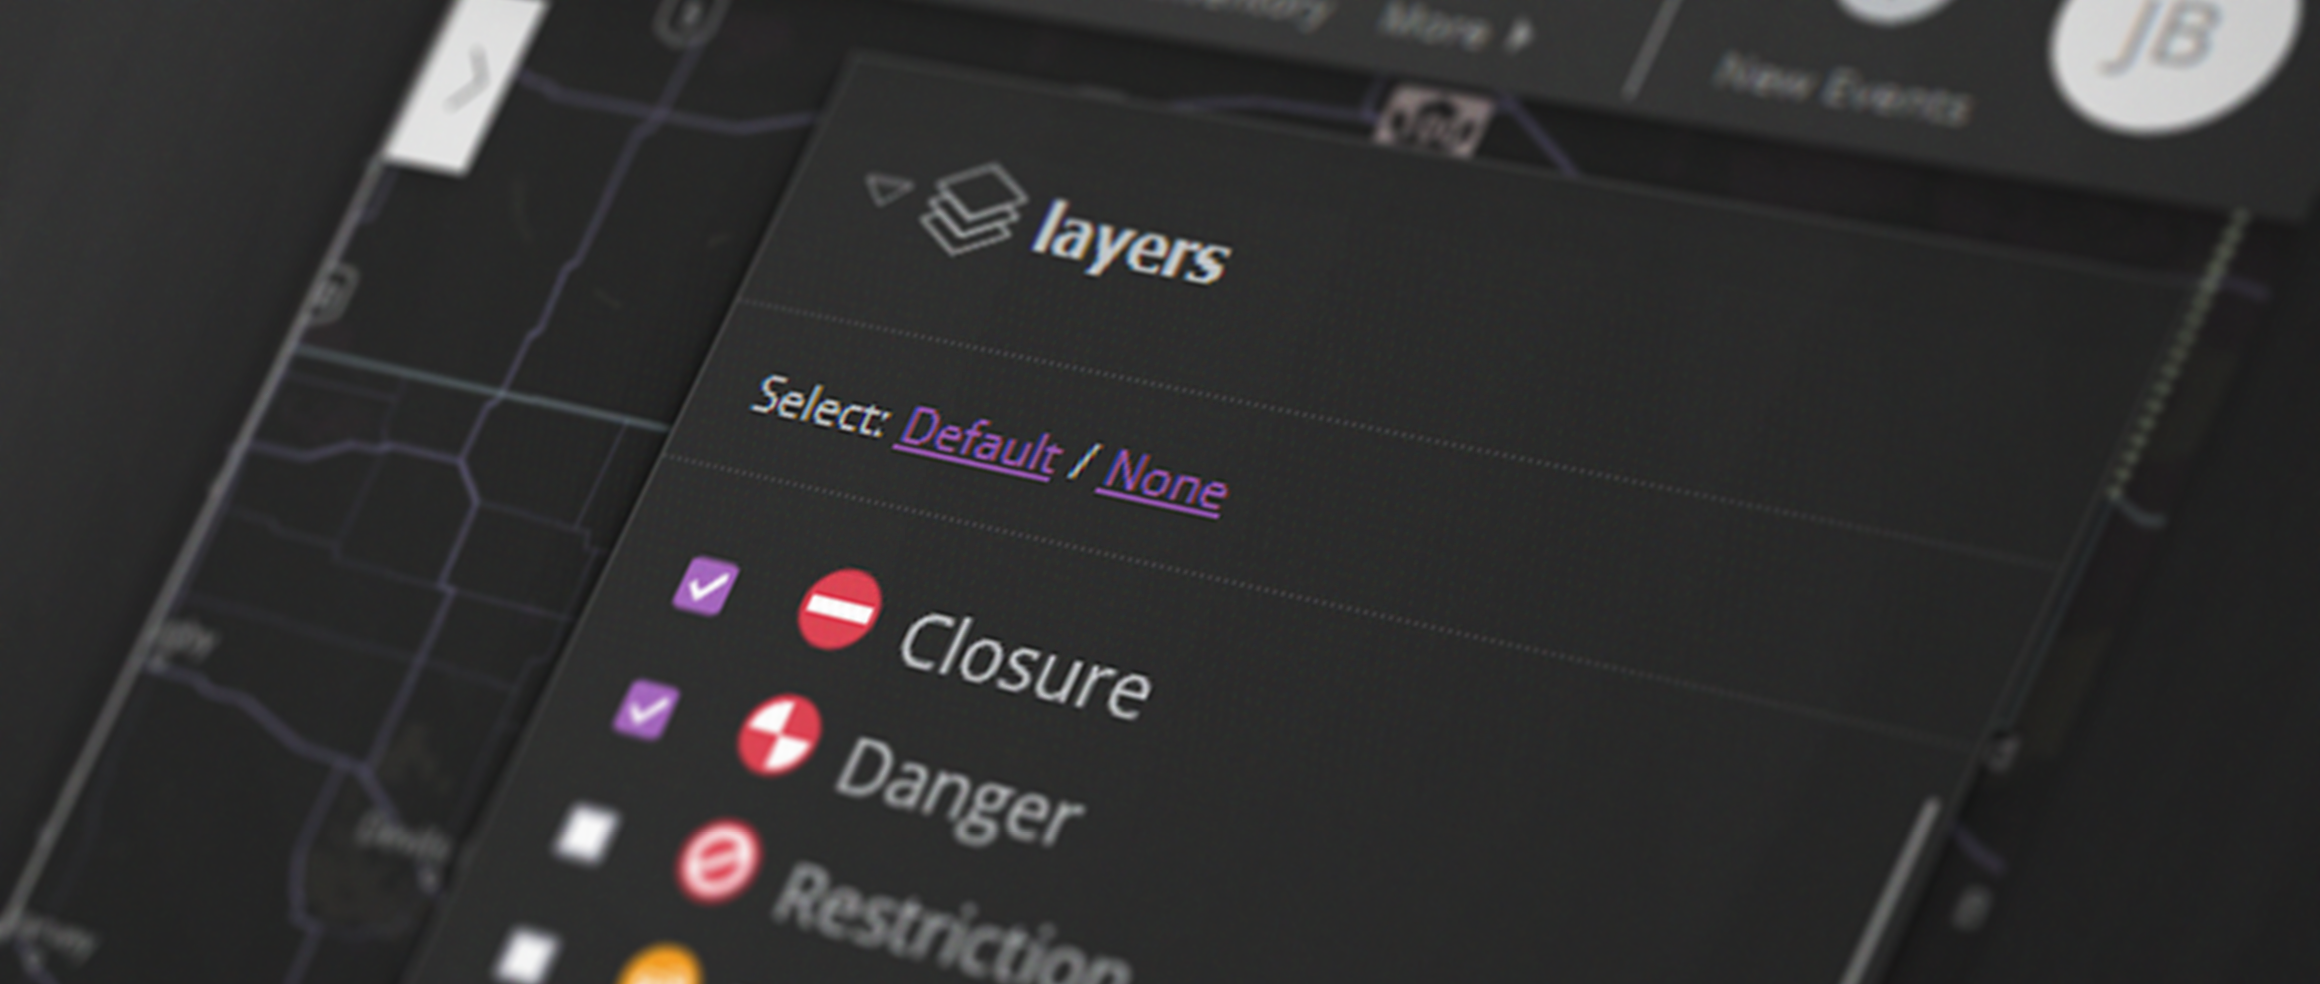 More
New Events
JB
layers
Select: Default / None
Closure
Danger
Restriction